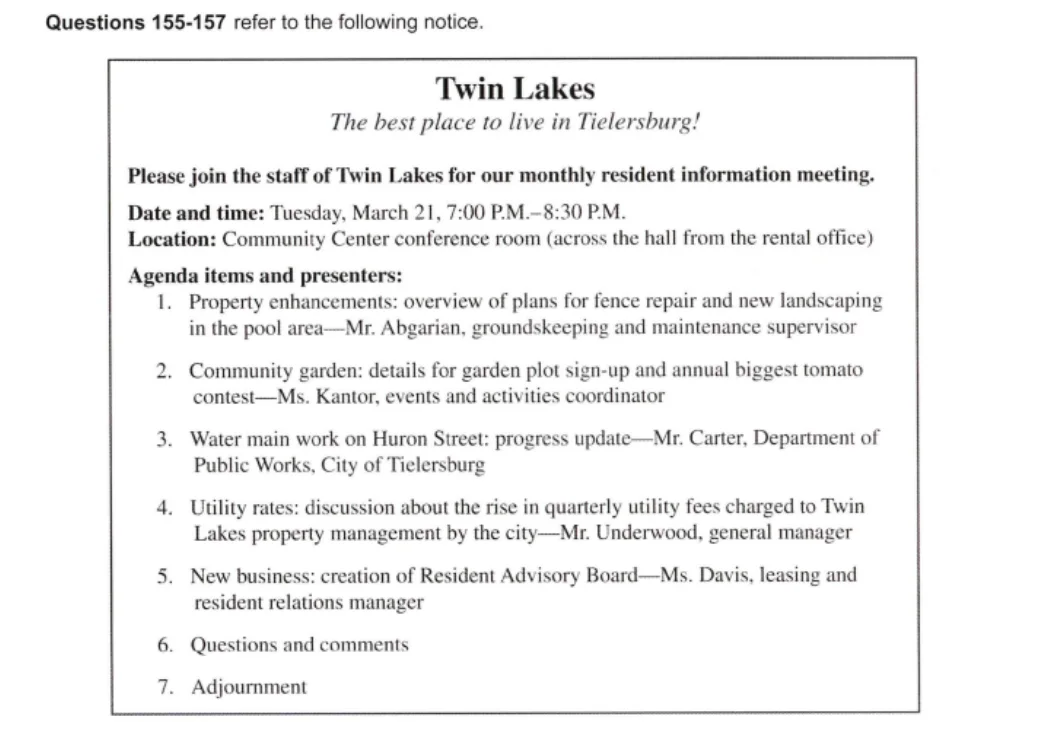 Questions 155-157 refer to the following notice.
Twin Lakes
The best place to live in Tielersburg!
Please join the staff of Twin Lakes for our monthly resident information meeting.
Date and time: Tuesday, March 21, 7:00 P.M.–8:30 P.M.
Location: Community Center conference room (across the hall from the rental office)
Agenda items and presenters:
1. Property enhancements: overview of plans for fence repair and new landscaping
in the pool area—Mr. Abgarian, groundskeeping and maintenance supervisor
2. Community garden: details for garden plot sign-up and annual biggest tomato
contest—Ms. Kantor, events and activities coordinator
3. Water main work on Huron Street: progress update—Mr. Carter, Department of
Public Works, City of Tielersburg
4. Utility rates: discussion about the rise in quarterly utility fees charged to Twin
Lakes property management by the city—Mr. Underwood, general manager
5. New business: creation of Resident Advisory Board—Ms. Davis, leasing and
resident relations manager
6. Questions and comments
7. Adjournment